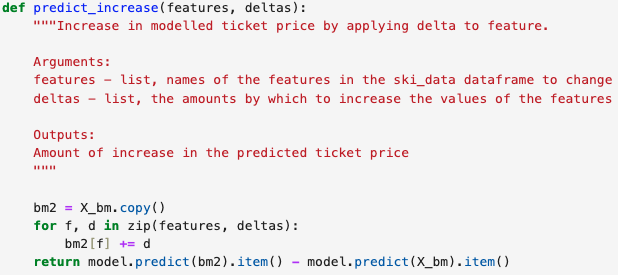 def predict_increase(features, deltas):
    """Increase in modelled ticket price by applying delta to feature.

    Arguments:
    features - list, names of the features in the ski_data dataframe to change
    deltas - list, the amounts by which to increase the values of the features

    Outputs:
    Amount of increase in the predicted ticket price
    """

    bm2 = X_bm.copy()
    for f, d in zip(features, deltas):
        bm2[f] += d
    return model.predict(bm2).item() - model.predict(X_bm).item()